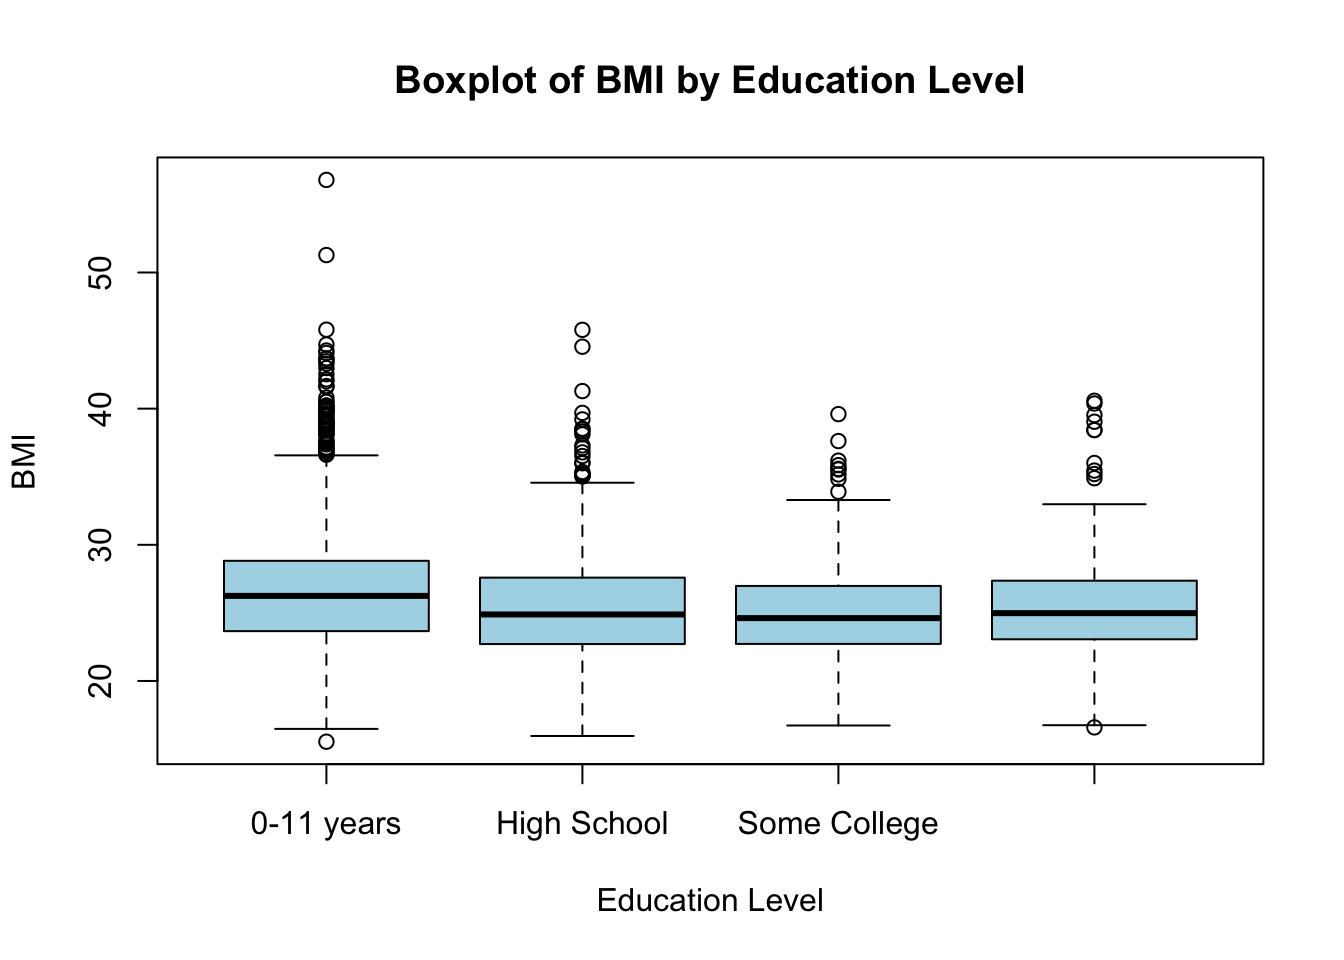 Boxplot of BMI by Education Level
BMI
50
40
30
20
0-11 years High School Some College
Education Level